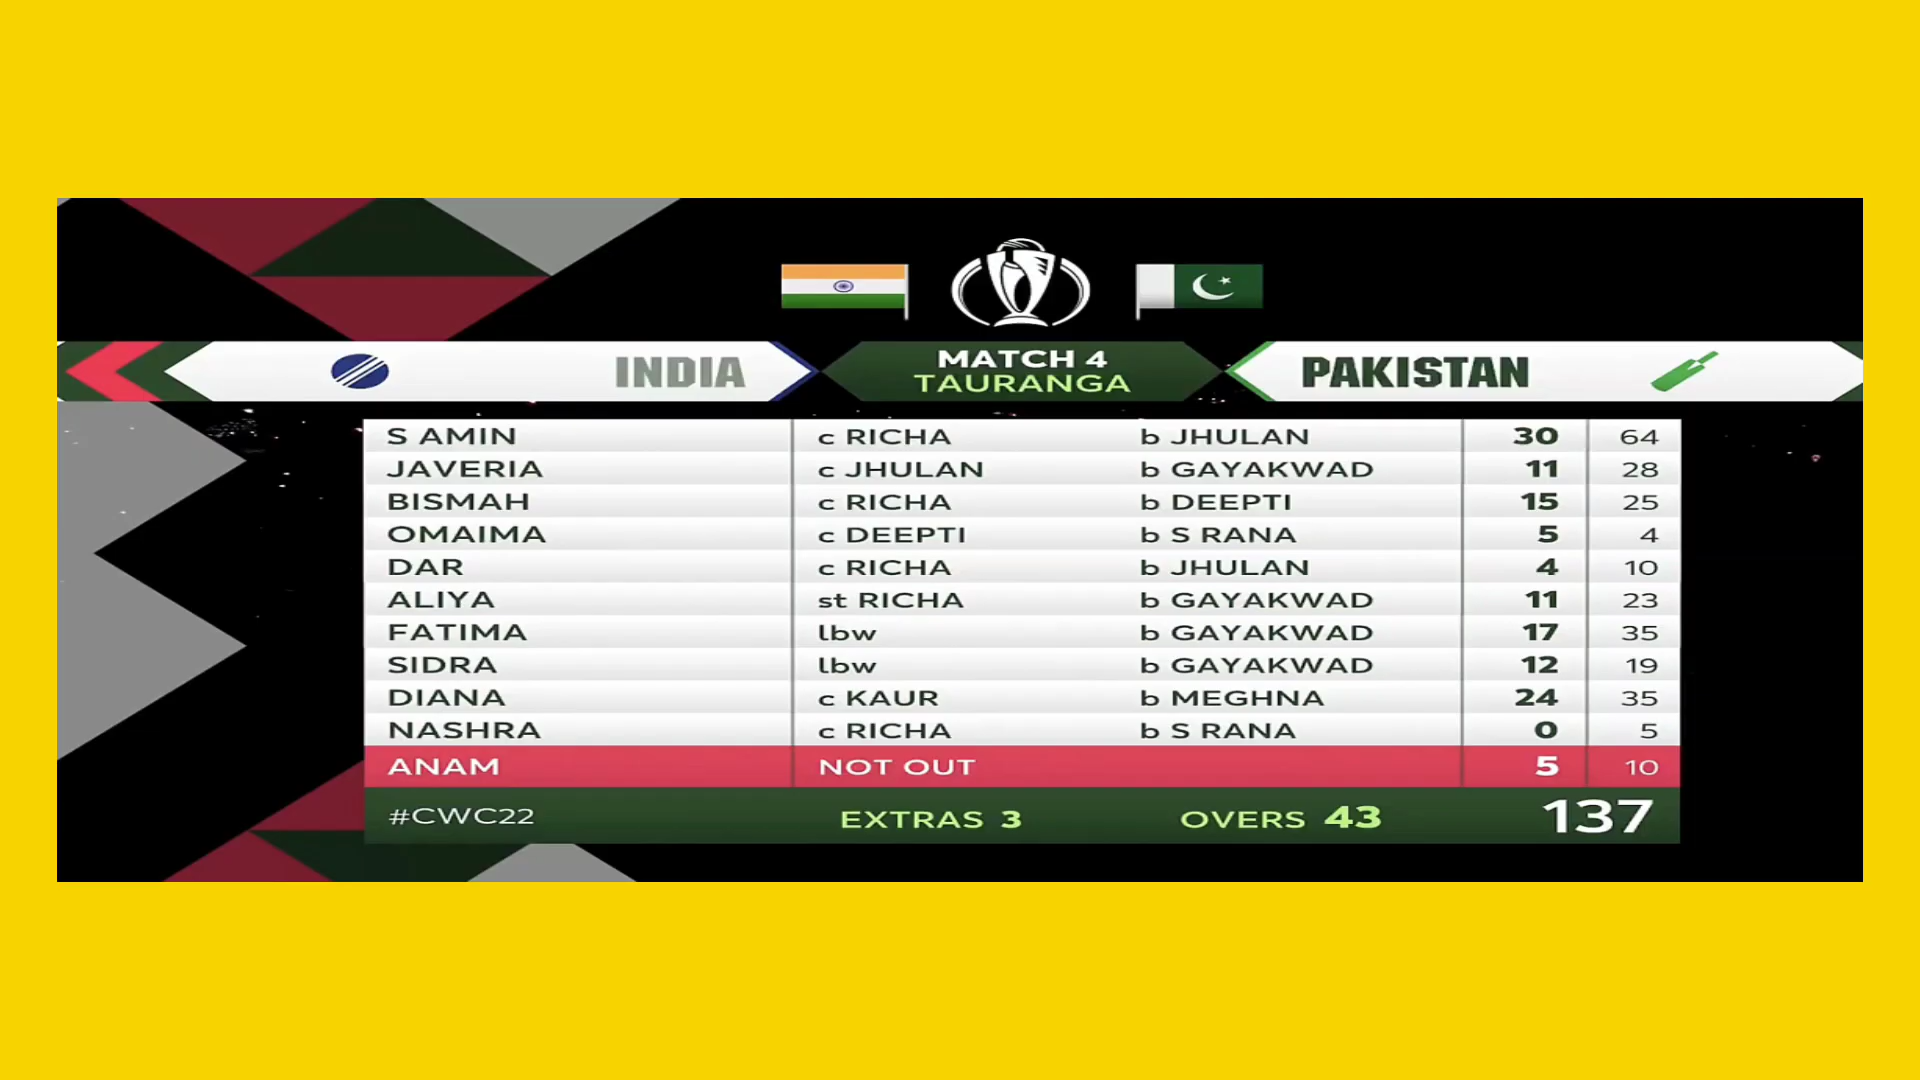 INDIA MATCH 4 PAKISTAN
TAURANGA
S AMIN c RICHA b JHULAN 30 64
JAVERIA c JHULAN b GAYAKWAD 11 28
BISMAH c RICHA b DEEPTI 15 25
OMAIMA c DEEPTI b S RANA 5 4
DAR c RICHA b JHULAN 4 10
ALIYA st RICHA b GAYAKWAD 11 23
FATIMA lbw b GAYAKWAD 17 35
SIDRA lbw b GAYAKWAD 12 19
DIANA c KAUR b MEGHNA 24 35
NASHRA c RICHA b S RANA 0 5
ANAM NOT OUT 5 10
#CWC22 EXTRAS 3 OVERS 43 137